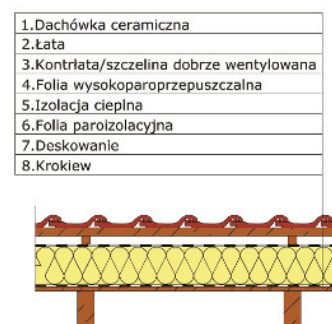 1.Dachówka ceramiczna
2.Łata
3.Kontrłata/szczelina dobrze wentylowana
4.Folia wysokoparoprzepuszczalna
5.Izolacja cieplna
6.Folia paroizolacyjna
7.Deskowanie
8.Krokiew